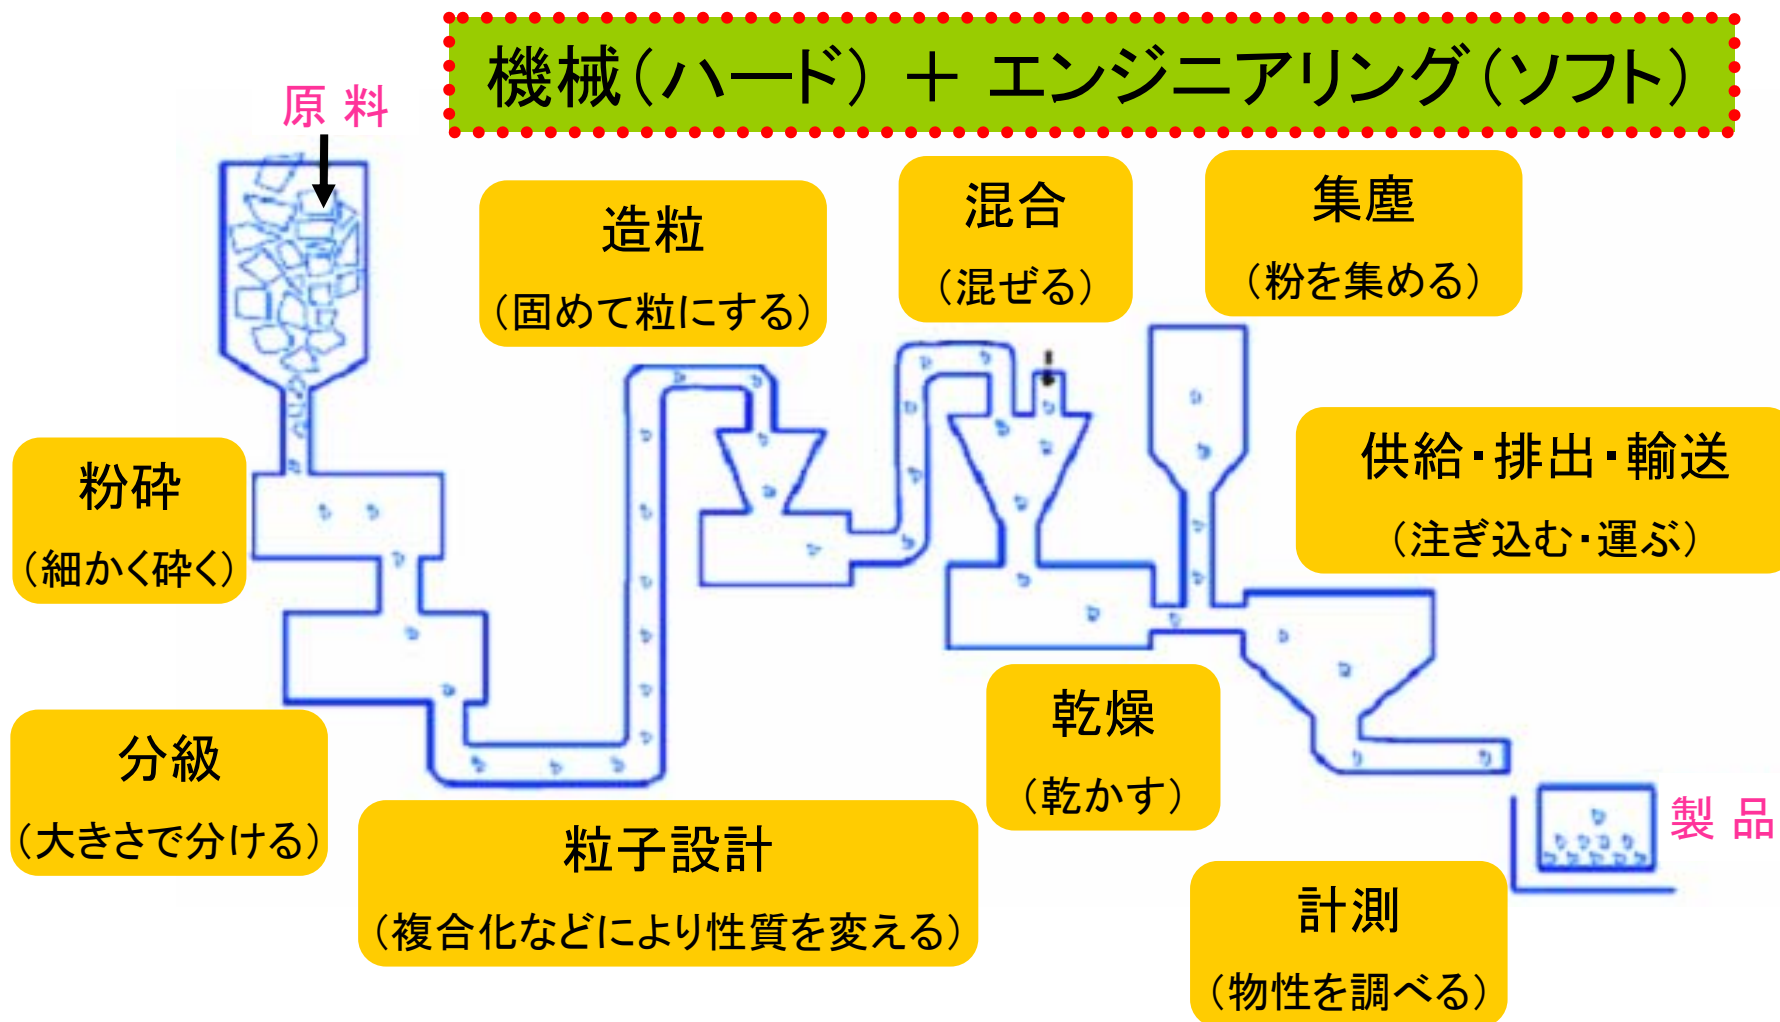 機械(ハード) + エンジニアリング(ソフト)
原 料
造粒
(固めて粒にする)
混合
(混ぜる)
集塵
(粉を集める)
粉砕
(細かく砕く)
供給・排出・輸送
(注ぎ込む・運ぶ)
分級
(大きさで分ける)
粒子設計
(複合化などにより性質を変える)
乾燥
(乾かす)
製 品
計測
(物性を調べる)